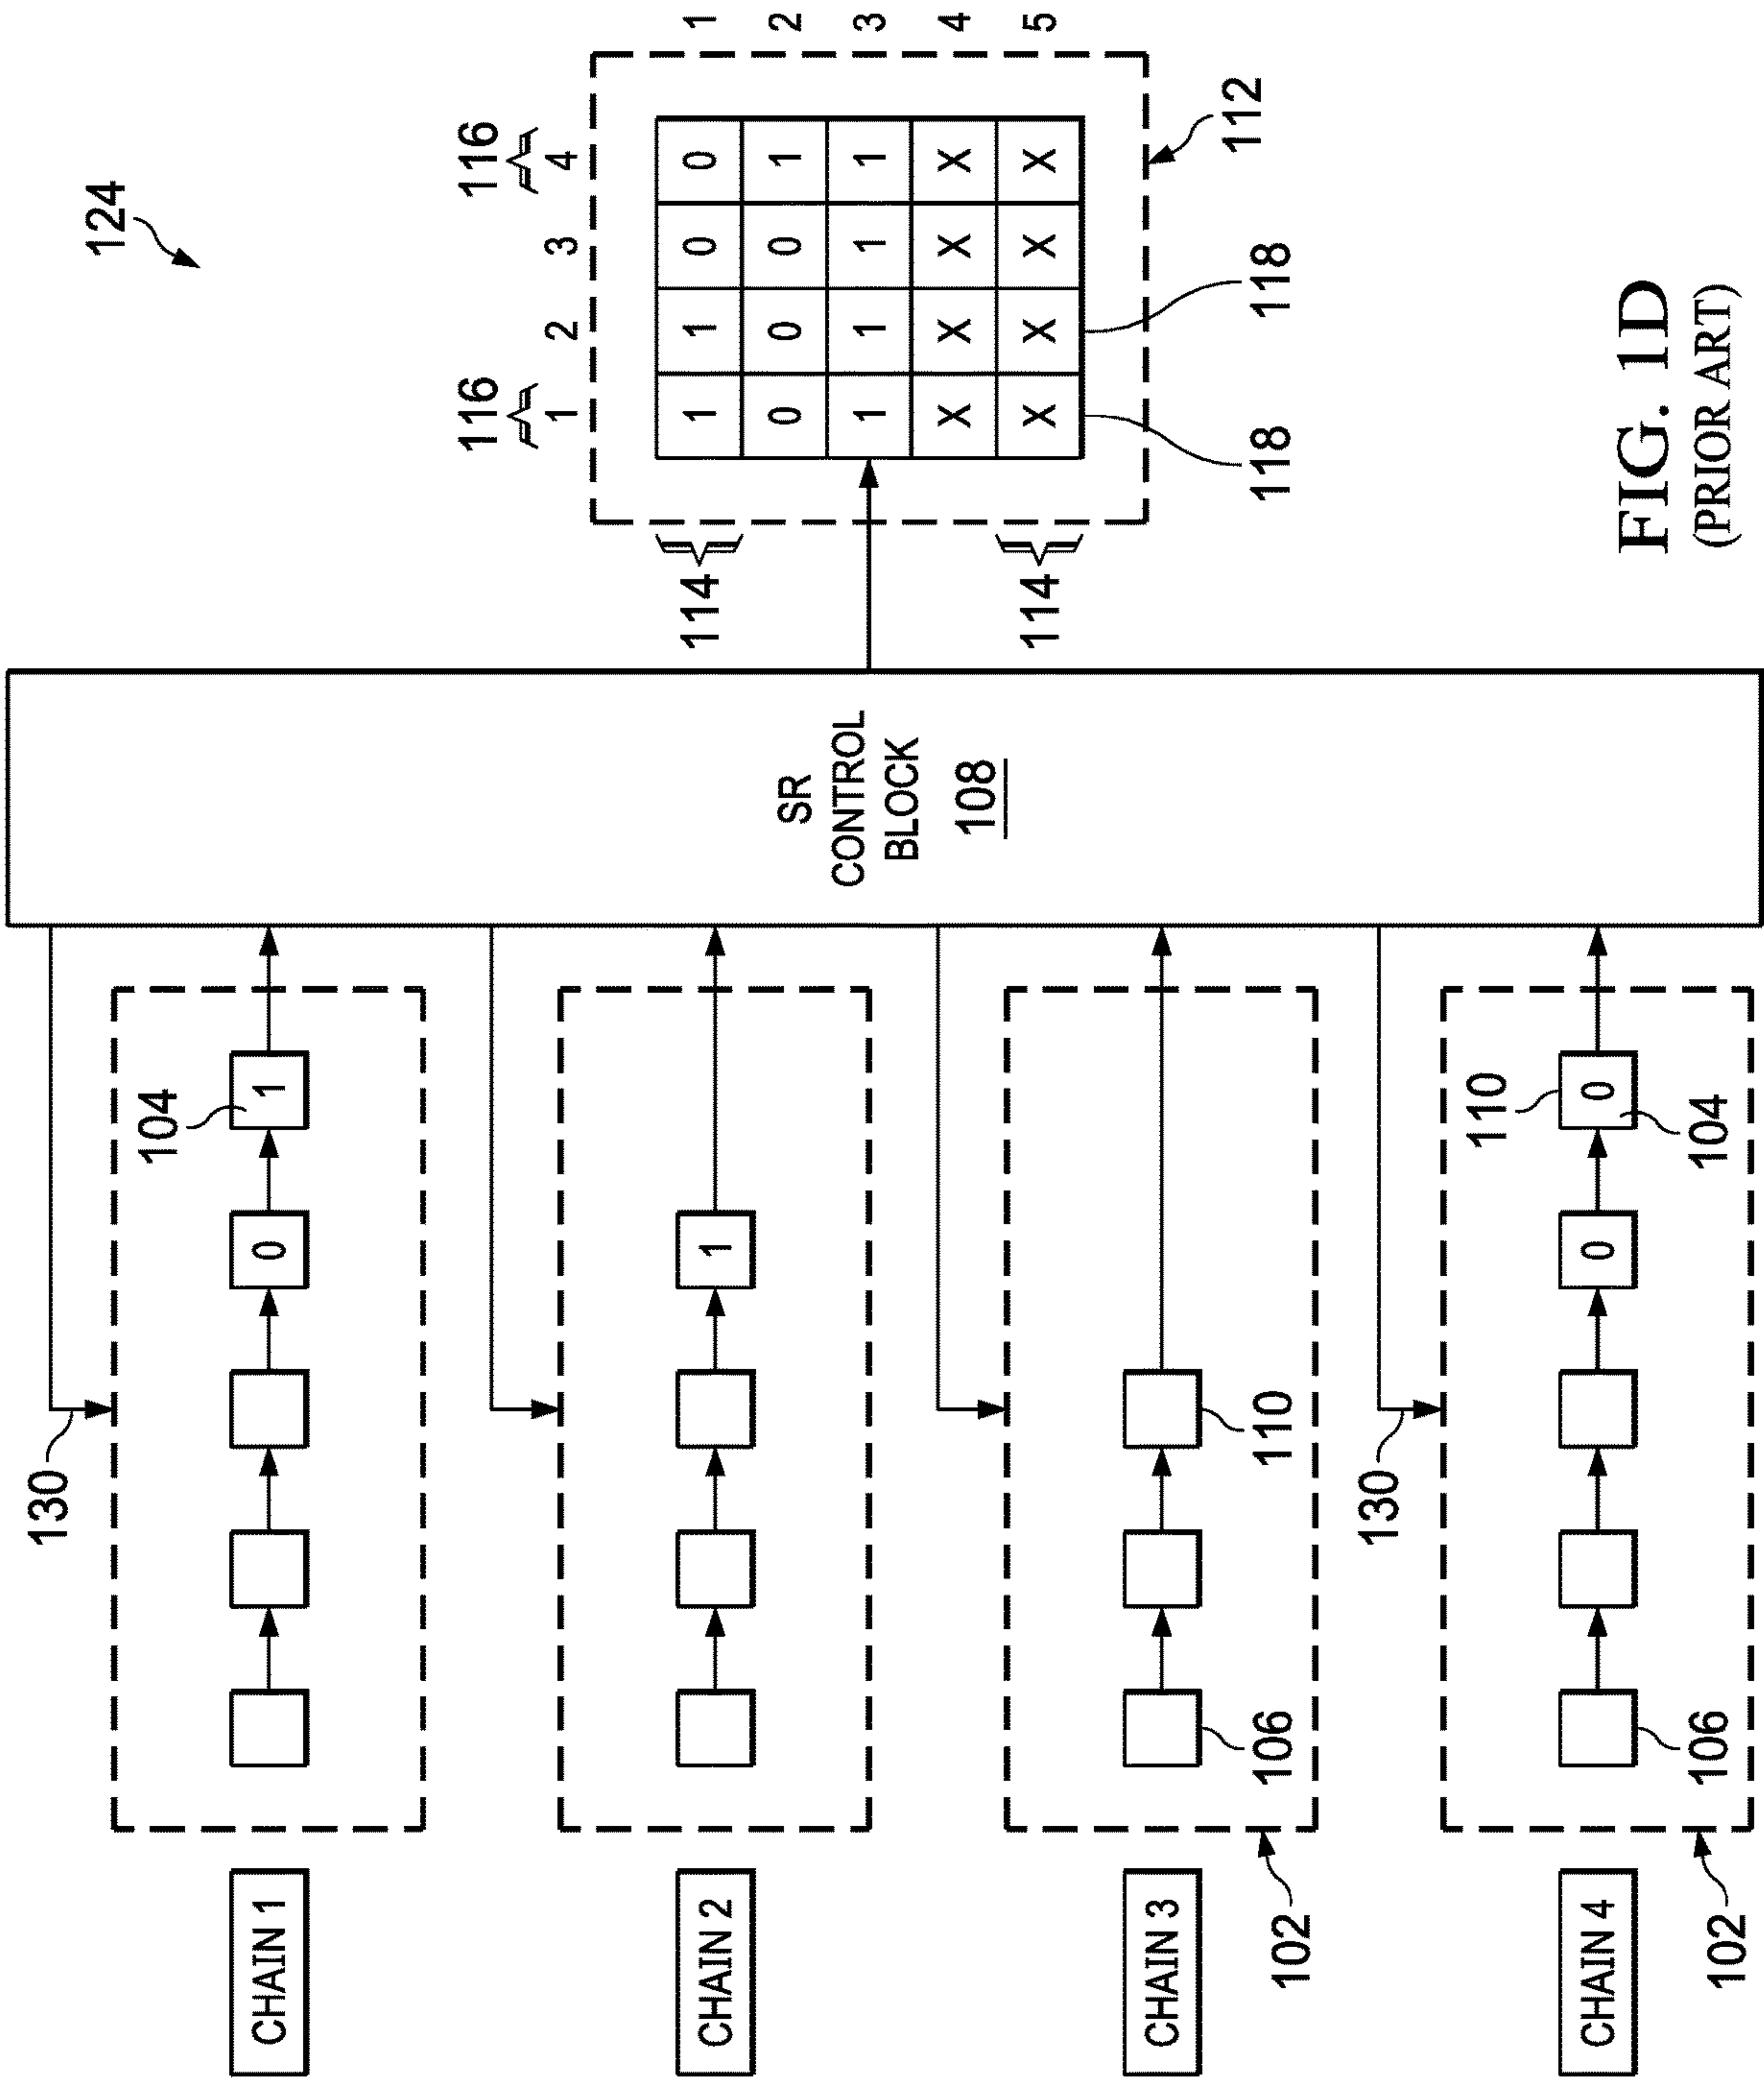 124
130
CHAIN 1
0
1
104
CHAIN 2
1
CHAIN 3
106
110
102
130
CHAIN 4
0
0
110
104
106
102
SR
CONTROL
BLOCK
108
116
116
1 2 3 4
114
1 1 0 0 1
0 0 0 1 2
1 1 1 1 3
X X X X 4
X X X X 5
114
118
118
112
FIG. 1D
(PRIOR ART)